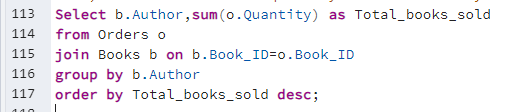 113 Select b.Author,sum(o.Quantity) as Total_books_sold
114 from Orders o
115 join Books b on b.Book_ID=o.Book_ID
116 group by b.Author
117 order by Total_books_sold desc;